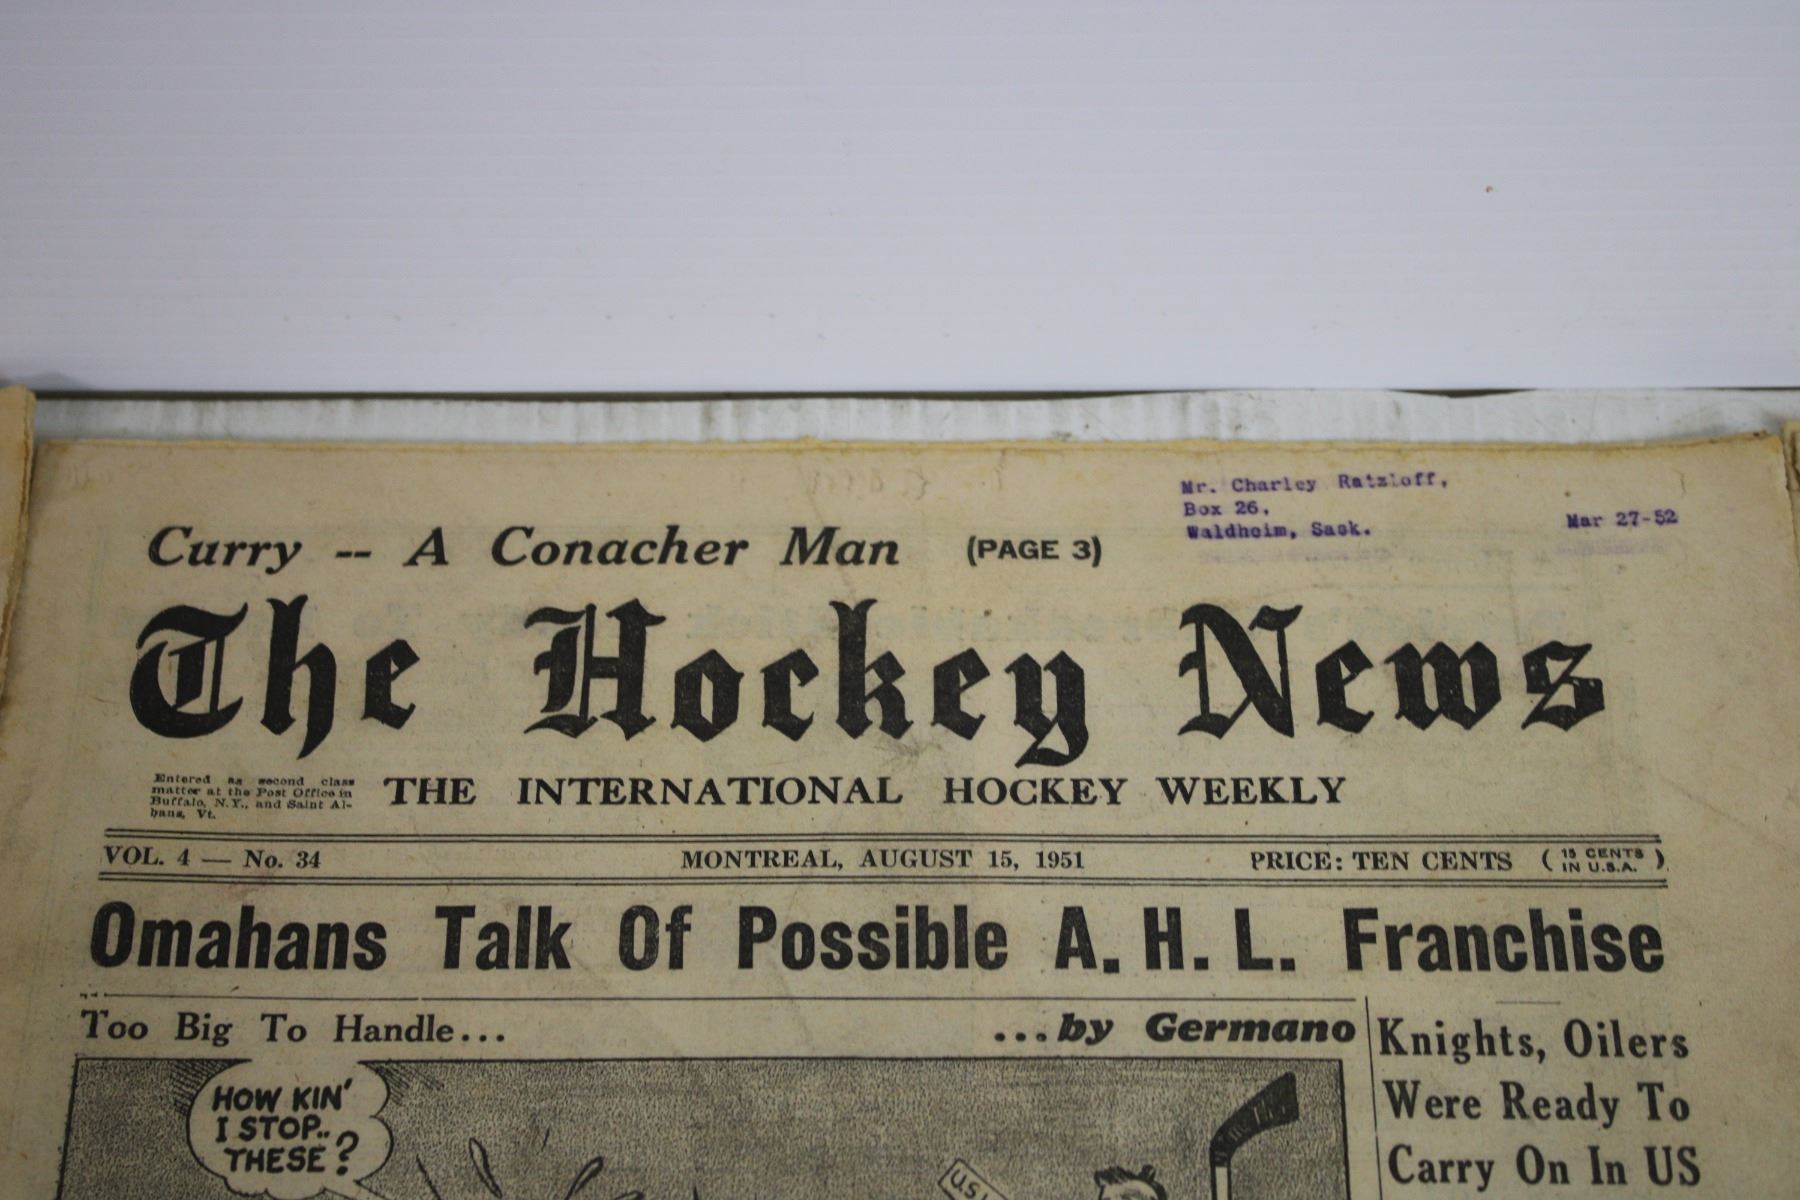 Mr. Charley Ratzloff,
Box 26,
Waldheim, Sask.
Mar 27-52
Curry -- A Conacher Man (PAGE 3)
The Hockey News
Entered as second class
matter at the Post Office in
Buffalo, N.Y., and Saint Al-
bans, Vt.
THE INTERNATIONAL HOCKEY WEEKLY
VOL. 4 — No. 34 MONTREAL, AUGUST 15, 1951 PRICE: TEN CENTS ( 15 CENTS
IN U.S.A. )
Omahans Talk Of Possible A. H. L. Franchise
Too Big To Handle... ...by Germano
HOW KIN'
I STOP..
THESE?
Knights, Oilers
Were Ready To
Carry On In US